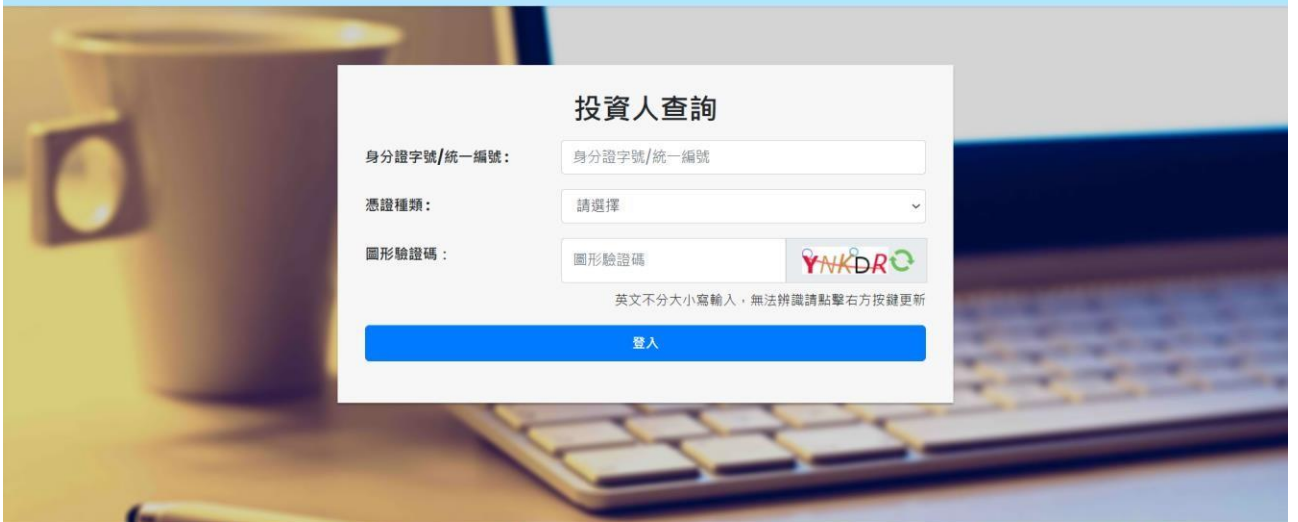 投資人查詢
身分證字號/統一編號：
身分證字號/統一編號
憑證種類：
請選擇
圖形驗證碼：
圖形驗證碼
YNKDR
英文不分大小寫輸入，無法辨識請點擊右方按鍵更新
登入